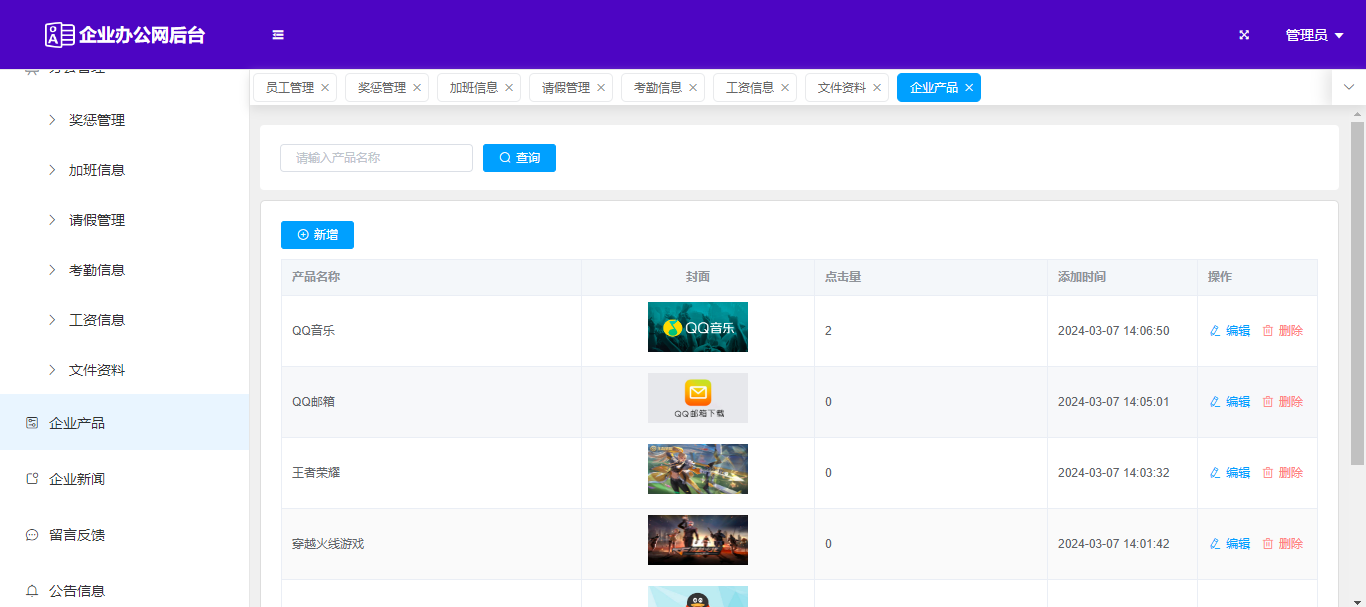 企业办公网后台
管理员
员工管理 奖惩管理 加班信息 请假管理 考勤信息 工资信息 文件资料 企业产品
奖惩管理
加班信息
请假管理
考勤信息
工资信息
文件资料
企业产品
企业新闻
留言反馈
公告信息
请输入产品名称 查询
新增
产品名称 封面 点击量 添加时间 操作
QQ音乐 QQ音乐 2 2024-03-07 14:06:50 编辑 删除
QQ邮箱 QQ邮箱下载 0 2024-03-07 14:05:01 编辑 删除
王者荣耀 0 2024-03-07 14:03:32 编辑 删除
穿越火线游戏 0 2024-03-07 14:01:42 编辑 删除